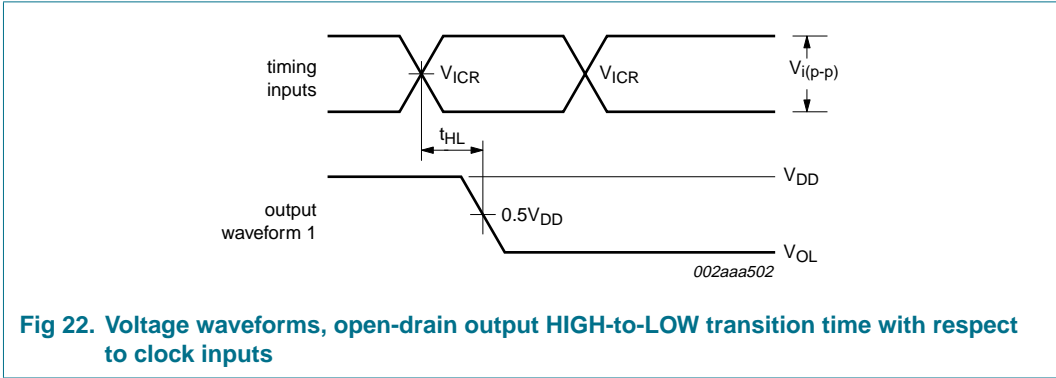 timing
inputs
VICR
VICR
Vi(p-p)
tHL
VDD
output
waveform 1
0.5VDD
VOL
002aaa502
Fig 22. Voltage waveforms, open-drain output HIGH-to-LOW transition time with respect
to clock inputs